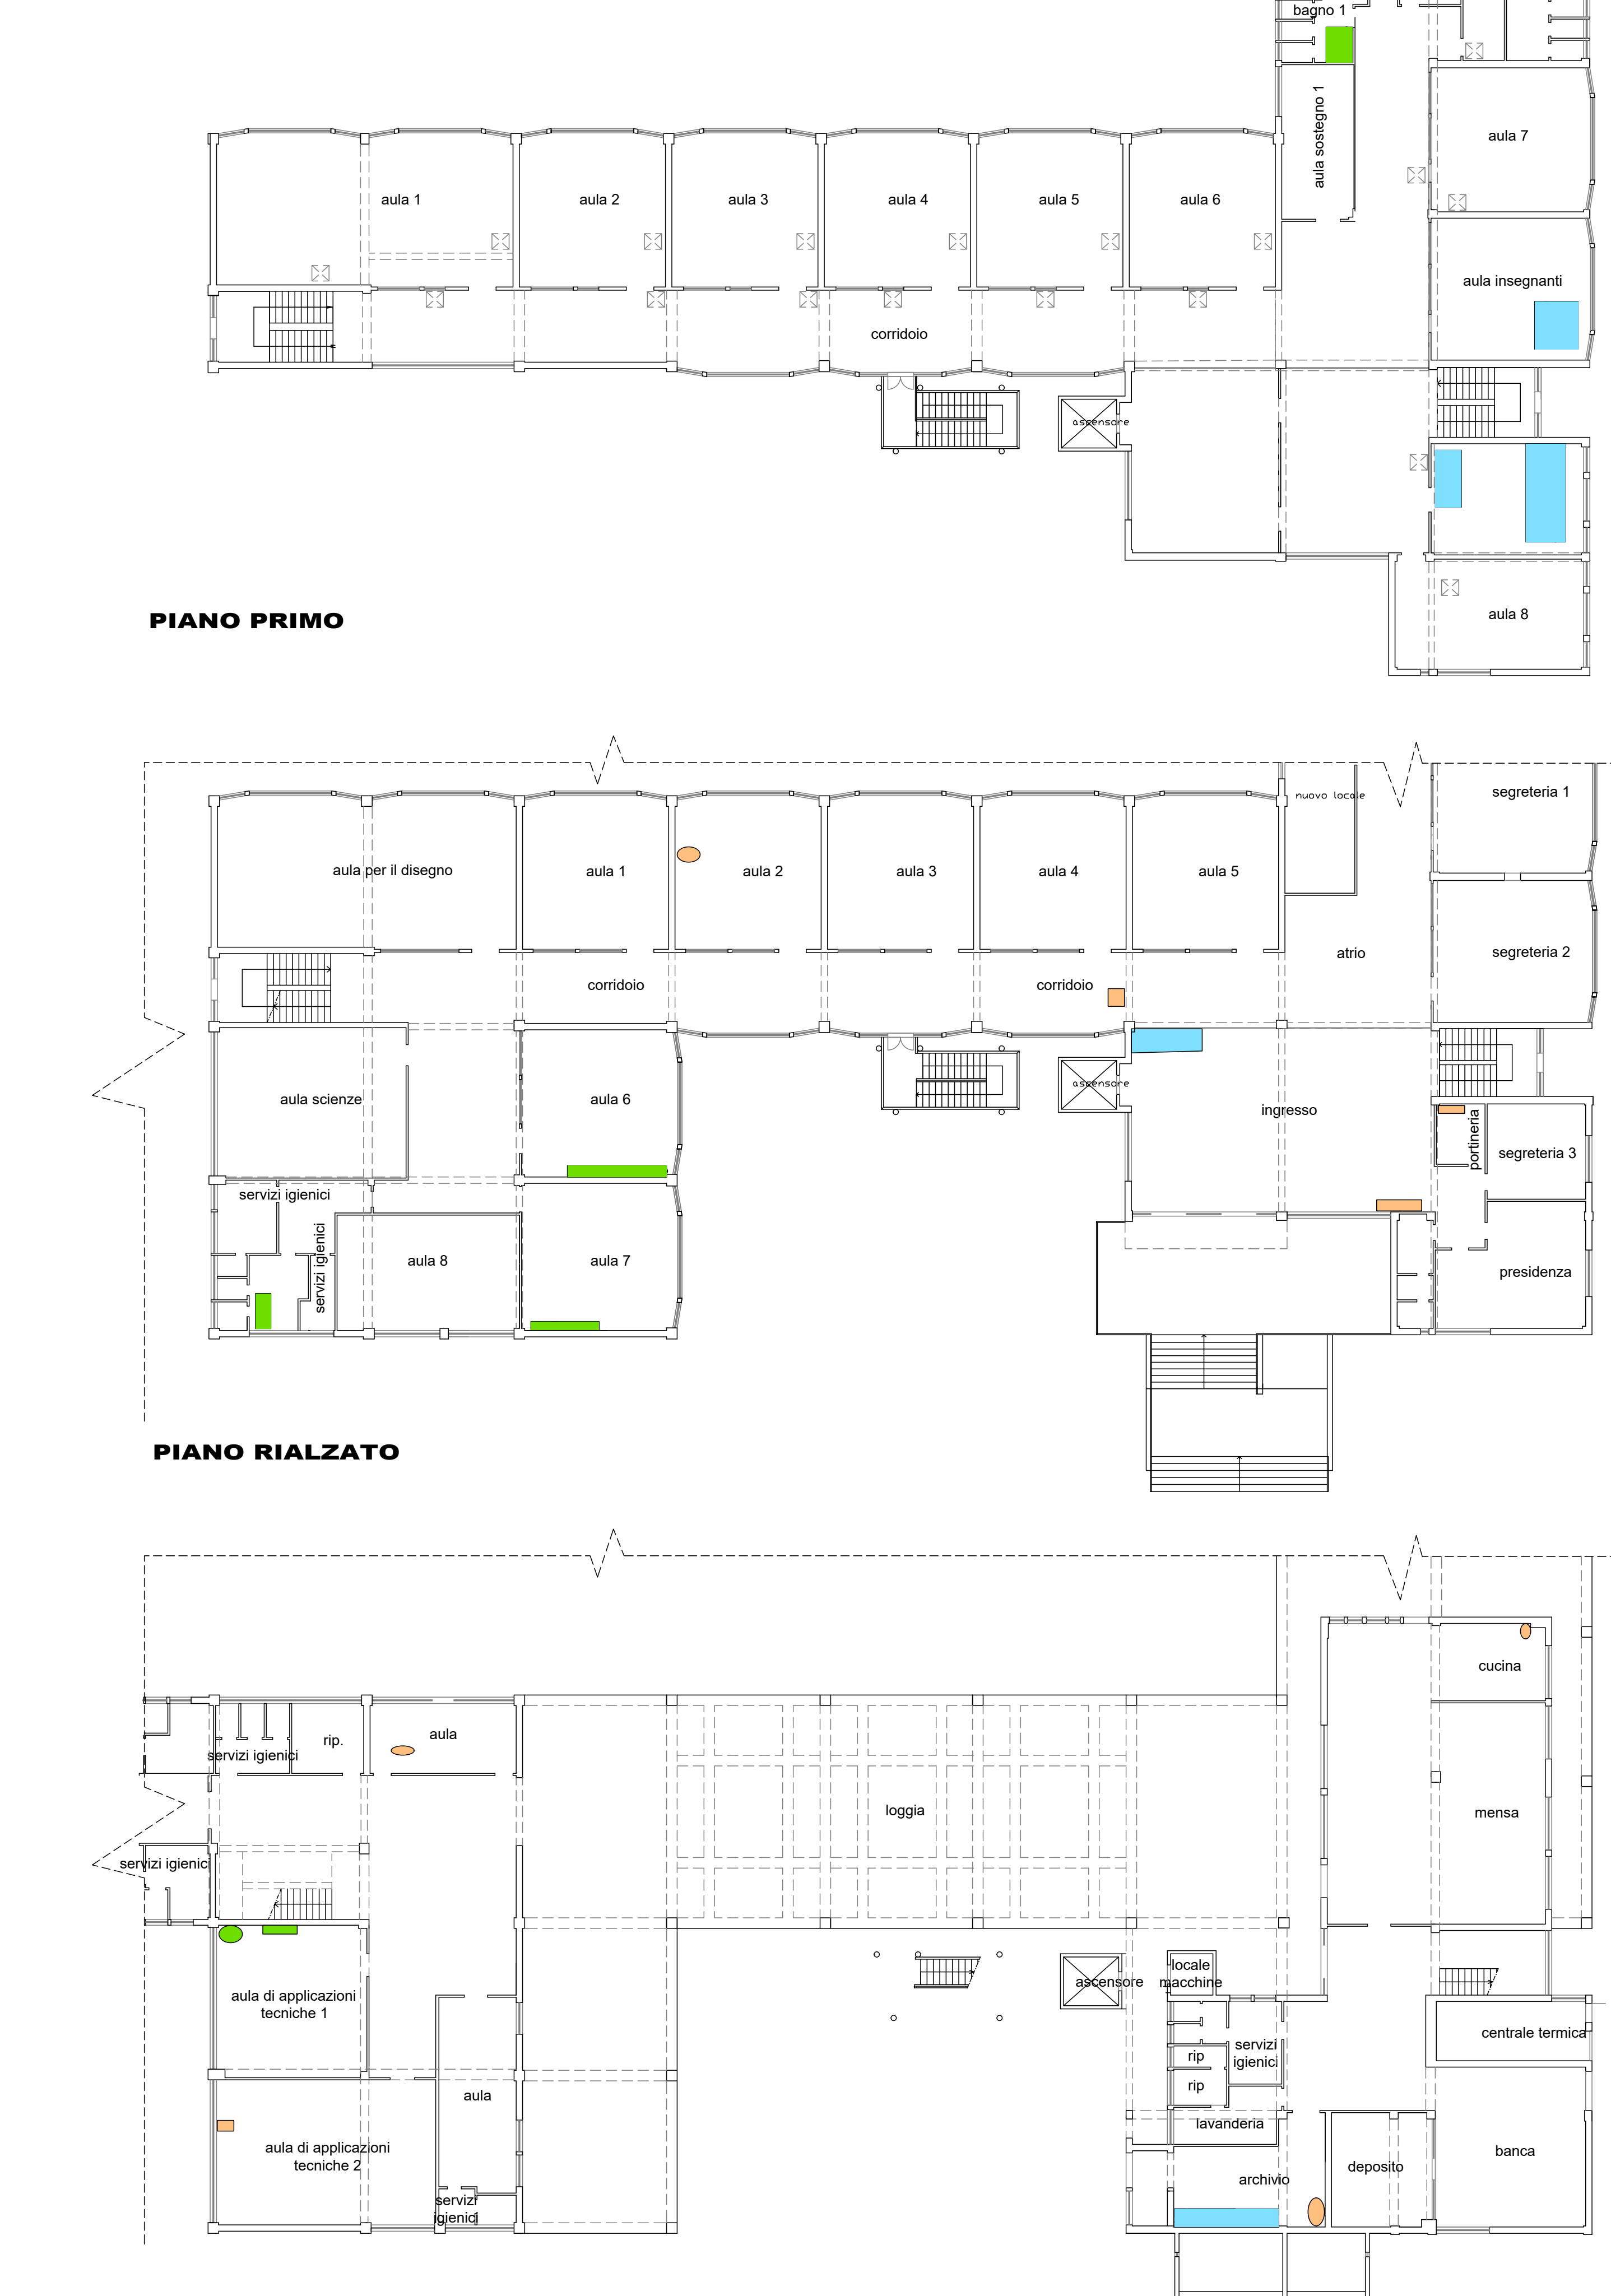 bagno 1
aula sostegno 1
aula 7
aula 1
aula 2
aula 3
aula 4
aula 5
aula 6
aula insegnanti
corridoio
ascensore
aula 8
PIANO PRIMO
nuovo locale
segreteria 1
aula per il disegno
aula 1
aula 2
aula 3
aula 4
aula 5
atrio
segreteria 2
corridoio
corridoio
ascensore
aula scienze
aula 6
ingresso
portineria
segreteria 3
servizi igienici
servizi igienici
aula 8
aula 7
presidenza
PIANO RIALZATO
cucina
servizi igienici
rip.
aula
loggia
mensa
servizi igienici
aula di applicazioni
tecniche 1
ascensore
locale
macchine
centrale termica
servizi
igienici
rip
rip
aula
lavanderia
aula di applicazioni
tecniche 2
archivio
deposito
banca
servizi
igienici